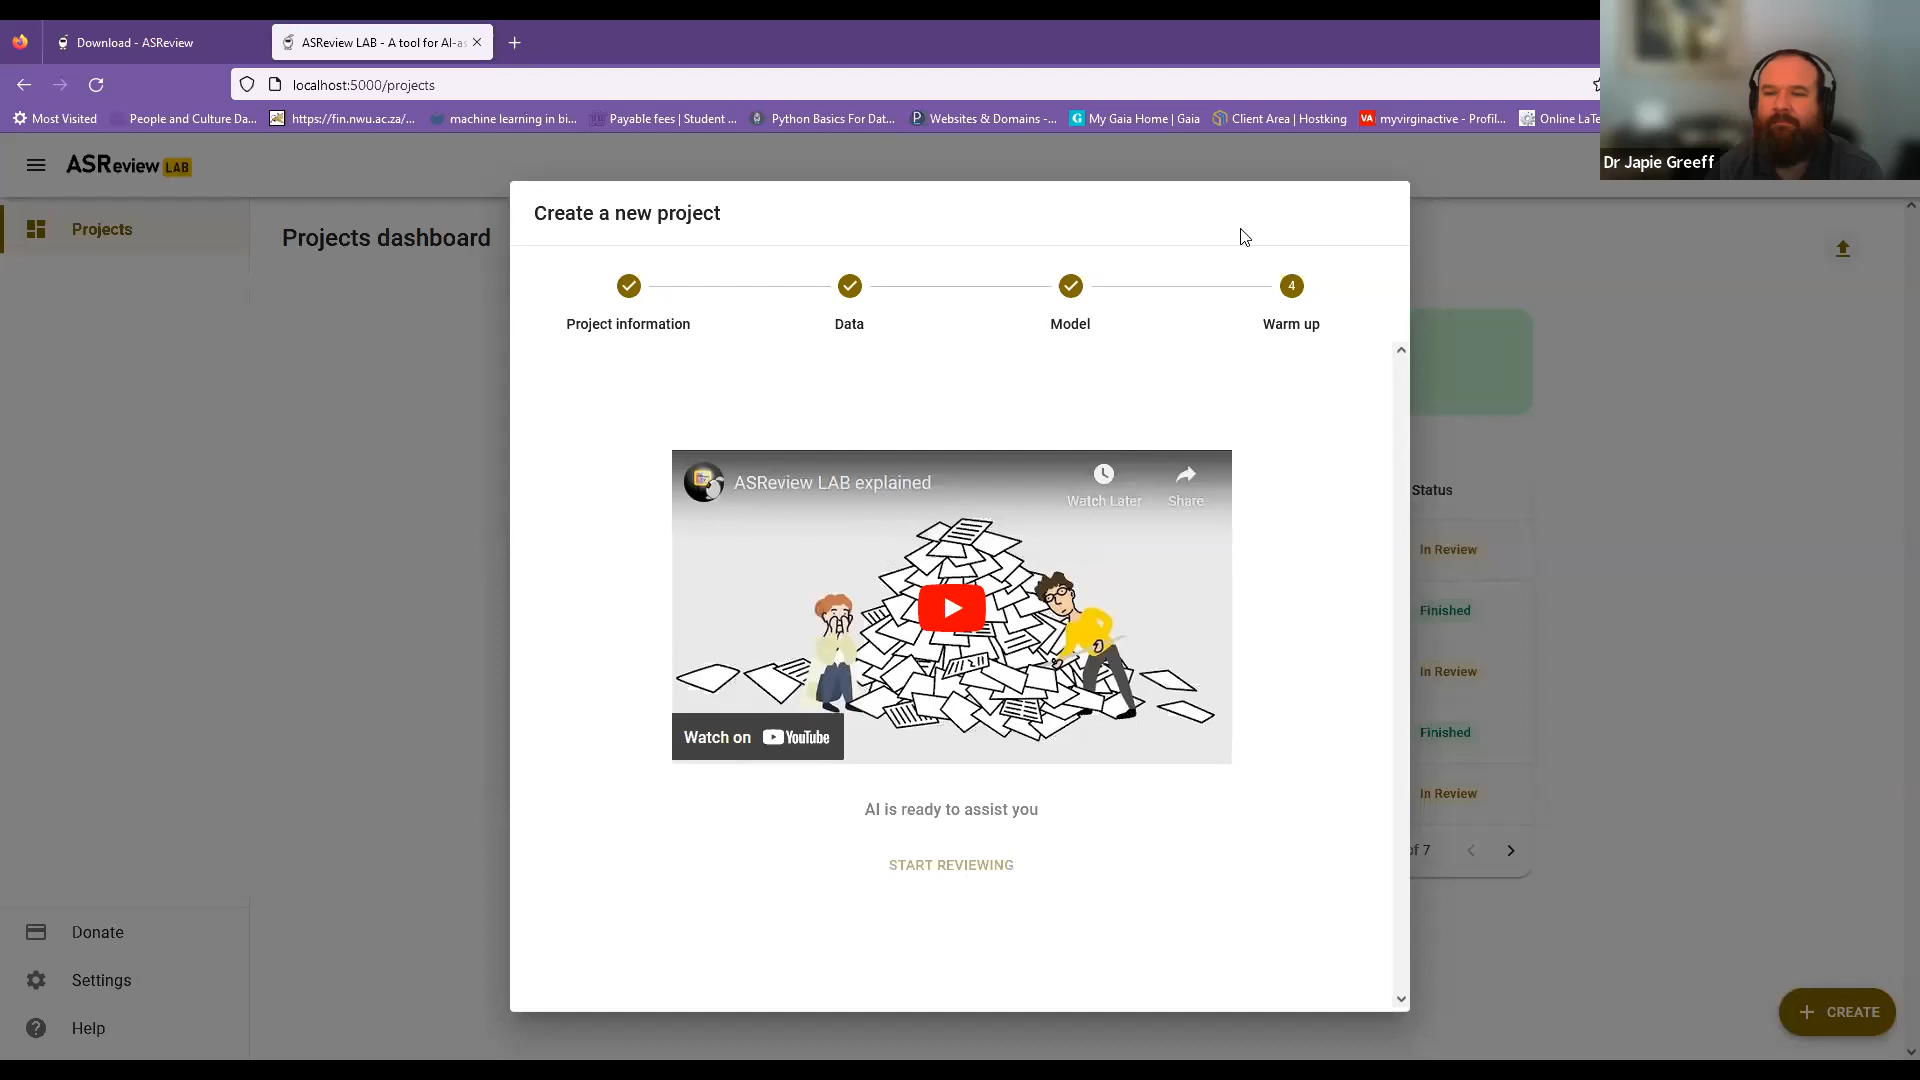 Download - ASReview
ASReview LAB - A tool for AI-as
localhost:5000/projects
Most Visited
People and Culture Da...
https://fin.nwu.ac.za/...
machine learning in bi...
Payable fees | Student ...
Python Basics For Dat...
Websites & Domains -...
My Gaia Home | Gaia
Client Area | Hostking
VA
myvirginactive - Profil...
Online LaTe
Dr Japie Greeff
ASReview LAB
Projects
Projects dashboard
Create a new project
4
Project information
Data
Model
Warm up
ASReview LAB explained
Watch Later
Share
Watch on YouTube
AI is ready to assist you
START REVIEWING
Status
In Review
Finished
In Review
Finished
In Review
of 7
Donate
Settings
Help
CREATE